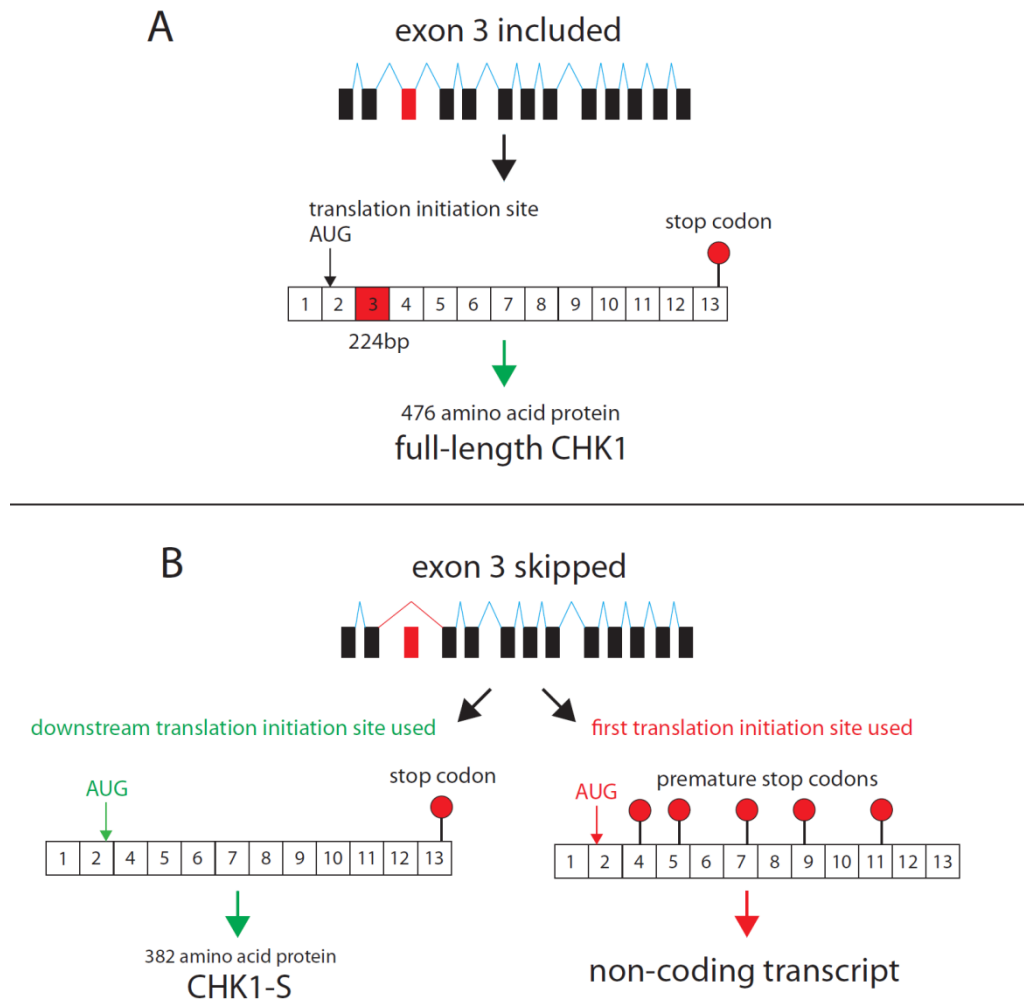 A
exon 3 included
translation initiation site
AUG
stop codon
1 2 3 4 5 6 7 8 9 10 11 12 13
224bp
476 amino acid protein
full-length CHK1
B
exon 3 skipped
downstream translation initiation site used
first translation initiation site used
AUG
stop codon
1 2 4 5 6 7 8 9 10 11 12 13
382 amino acid protein
CHK1-S
AUG
premature stop codons
1 2 4 5 6 7 8 9 10 11 12 13
non-coding transcript